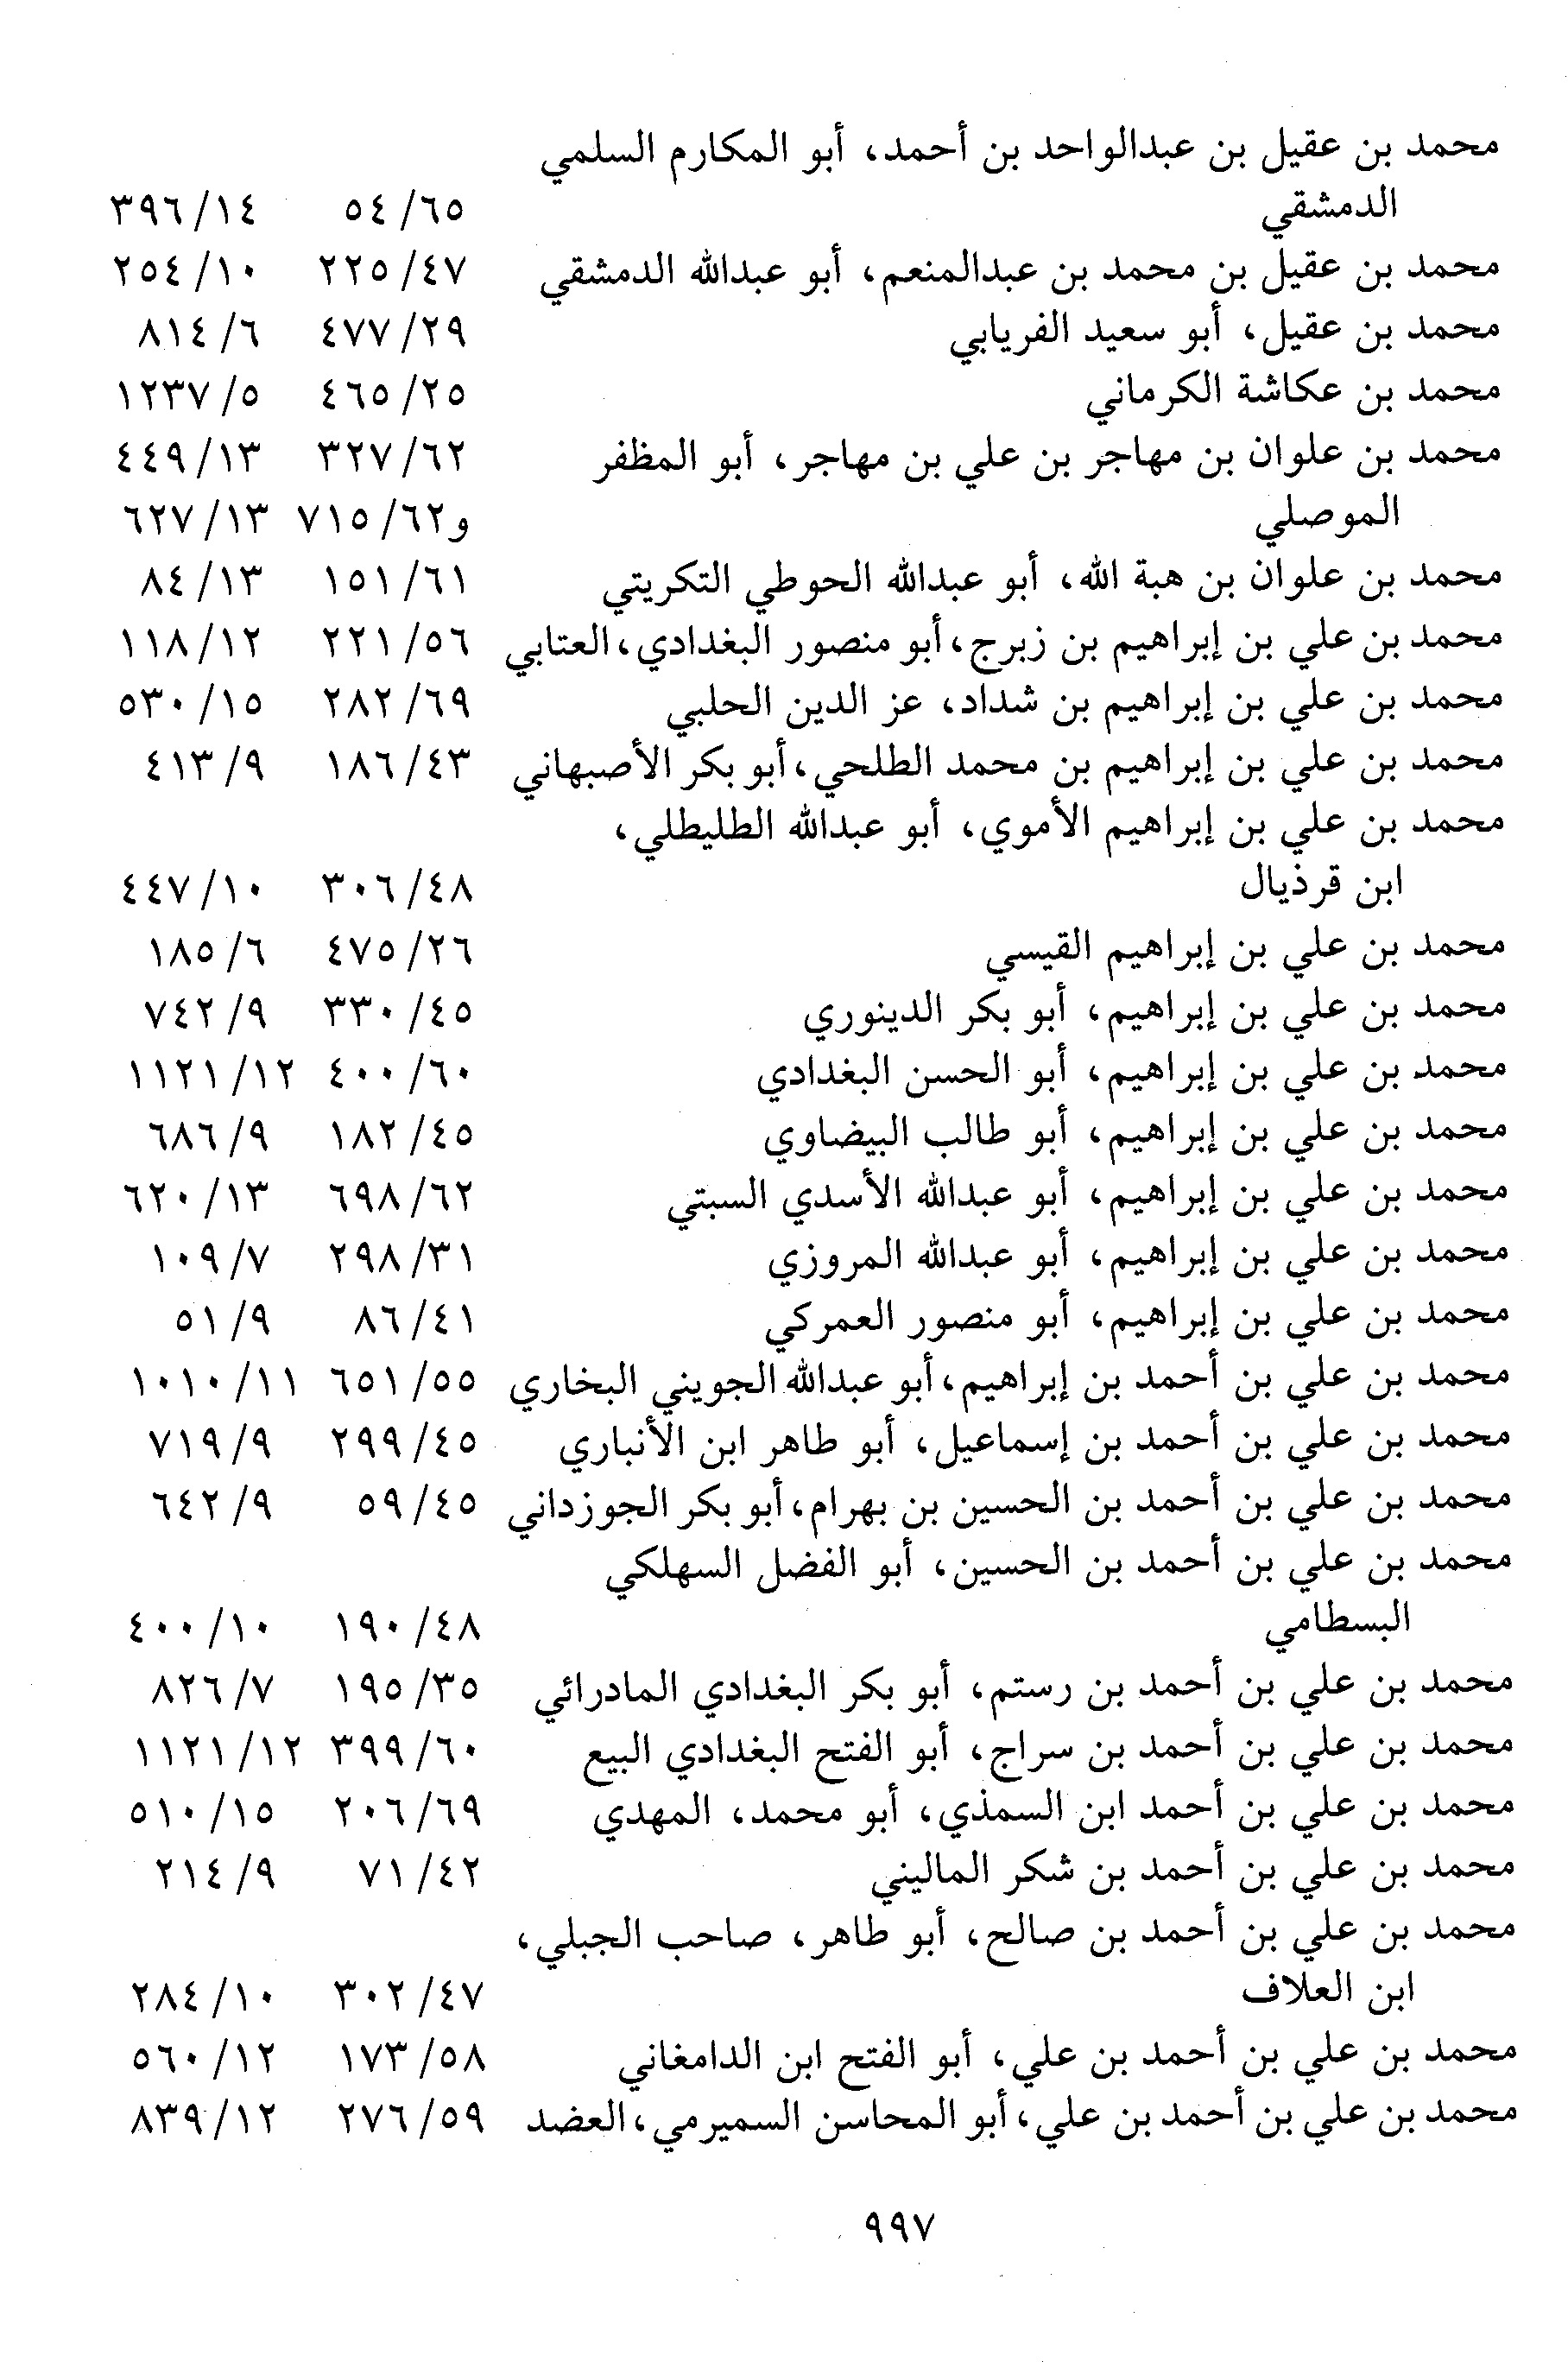 محمد بن عقيل بن عبدالواحد بن أحمد، أبو المكارم السلمي
الدمشقي ٥٤/٦٥ ٣٩٦/١٤
محمد بن عقيل بن محمد بن عبدالمنعم، أبو عبدالله الدمشقي ٢٢٥/٤٧ ٢٥٤/١٠
محمد بن عقيل، أبو سعيد الفريابي ٤٧٧/٢٩ ٨١٤/٦
محمد بن عكاشة الكرماني ٤٦٥/٢٥ ١٢٣٧/٥
محمد بن علوان بن مهاجر بن علي بن مهاجر، أبو المظفر ٣٢٧/٦٢ ٤٤٩/١٣
الموصلي و٧١٥/٦٢ ٦٢٧/١٣
محمد بن علوان بن هبة الله، أبو عبدالله الحوطي التكريتي ١٥١/٦١ ٨٤/١٣
محمد بن علي بن إبراهيم بن زبرج، أبو منصور البغدادي، العتابي ٢٢١/٥٦ ١١٨/١٢
محمد بن علي بن إبراهيم بن شداد، عز الدين الحلبي ٢٨٢/٦٩ ٥٣٠/١٥
محمد بن علي بن إبراهيم بن محمد الطلحي، أبو بكر الأصبهاني ١٨٦/٤٣ ٤١٣/٩
محمد بن علي بن إبراهيم الأموي، أبو عبدالله الطليطلي،
ابن قرذيال ٣٠٦/٤٨ ٤٤٧/١٠
محمد بن علي بن إبراهيم القيسي ٤٧٥/٢٦ ١٨٥/٦
محمد بن علي بن إبراهيم، أبو بكر الدينوري ٣٣٠/٤٥ ٧٤٢/٩
محمد بن علي بن إبراهيم، أبو الحسن البغدادي ٤٠٠/٦٠ ١١٢١/١٢
محمد بن علي بن إبراهيم، أبو طالب البيضاوي ١٨٢/٤٥ ٦٨٦/٩
محمد بن علي بن إبراهيم، أبو عبدالله الأسدي السبتي ٦٩٨/٦٢ ٦٢٠/١٣
محمد بن علي بن إبراهيم، أبو عبدالله المروزي ٢٩٨/٣١ ١٠٩/٧
محمد بن علي بن إبراهيم، أبو منصور العمركي ٨٦/٤١ ٥١/٩
محمد بن علي بن أحمد بن إبراهيم، أبو عبدالله الجويني البخاري ٦٥١/٥٥ ١٠١٠/١١
محمد بن علي بن أحمد بن إسماعيل، أبو طاهر ابن الأنباري ٢٩٩/٤٥ ٧١٩/٩
محمد بن علي بن أحمد بن الحسين بن بهرام، أبو بكر الجوزداني ٥٩/٤٥ ٦٤٢/٩
محمد بن علي بن أحمد بن الحسين، أبو الفضل السهلكي
البسطامي ١٩٠/٤٨ ٤٠٠/١٠
محمد بن علي بن أحمد بن رستم، أبو بكر البغدادي المادرائي ١٩٥/٣٥ ٨٢٦/٧
محمد بن علي بن أحمد بن سراج، أبو الفتح البغدادي البيع ٣٩٩/٦٠ ١١٢١/١٢
محمد بن علي بن أحمد ابن السمذي، أبو محمد، المهدي ٢٠٦/٦٩ ٥١٠/١٥
محمد بن علي بن أحمد بن شكر الماليني ٧١/٤٢ ٢١٤/٩
محمد بن علي بن أحمد بن صالح، أبو طاهر، صاحب الجبلي،
ابن العلاف ٣٠٢/٤٧ ٢٨٤/١٠
محمد بن علي بن أحمد بن علي، أبو الفتح ابن الدامغاني ١٧٣/٥٨ ٥٦٠/١٢
محمد بن علي بن أحمد بن علي، أبو المحاسن السميرمي، العضد ٢٧٦/٥٩ ٨٣٩/١٢
٩٩٧